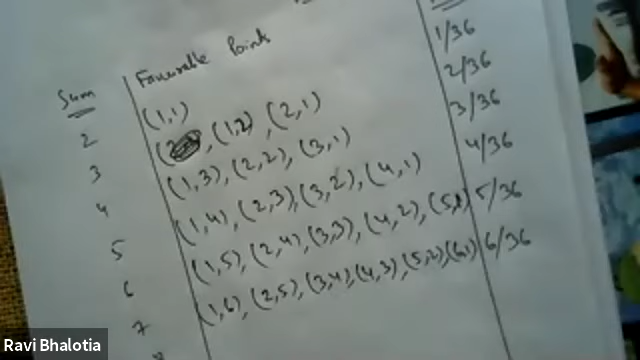 Sum | Favourable Points
2 | (1,1) | 1/36
3 | (1,2), (2,1) | 2/36
4 | (1,3), (2,2), (3,1) | 3/36
5 | (1,4), (2,3), (3,2), (4,1) | 4/36
6 | (1,5), (2,4), (3,3), (4,2), (5,1) | 5/36
7 | (1,6), (2,5), (3,4), (4,3), (5,2), (6,1) | 6/36
Ravi Bhalotia